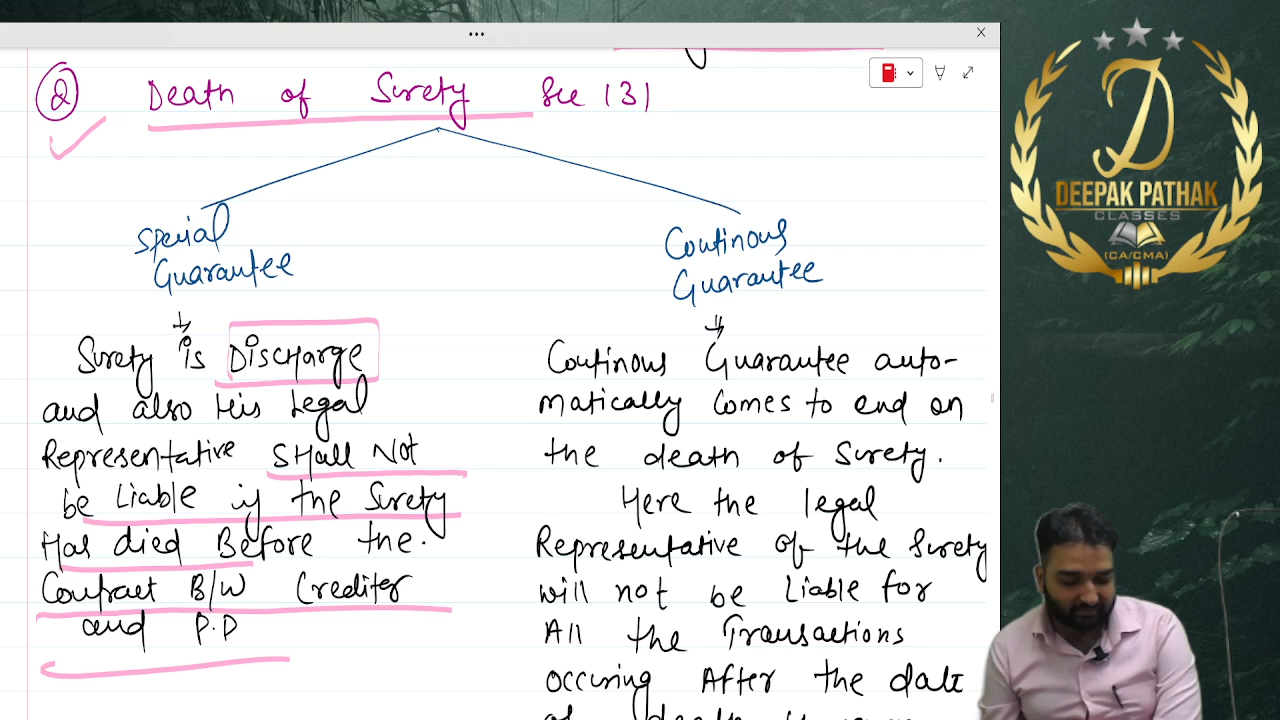 ② Death of Surety Sec 131
Special
Guarantee
Surety is Discharge
and also His Legal
Representative Shall Not
be Liable if the Surety
Has died Before the.
Contract B/W Crediter
and P.D
Continous
Guarantee
Continous Guarantee auto-
matically Comes to end on
the death of Surety.
Here the legal
Representative of the Surety
will not be Liable for
All the Transactions
occuring After the date
of death
D
DEEPAK PATHAK
CLASSES
(CA/CMA)